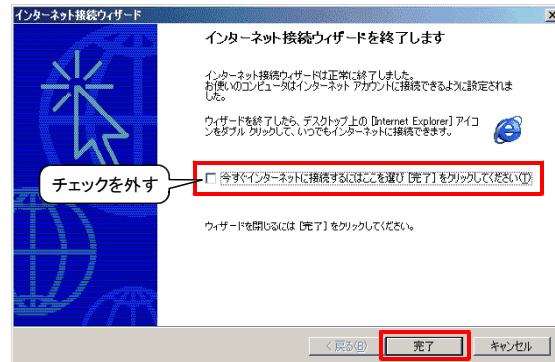 インターネット接続ウィザード
インターネット接続ウィザードを終了します
インターネット接続ウィザードは正常に終了しました。
お使いのコンピュータはインターネット アカウントに接続できるように設定されま
した。
ウィザードを終了したら、デスクトップ上の [Internet Explorer] アイコ
ンをダブル クリックして、いつでもインターネットに接続できます。
チェックを外す
今すぐインターネットに接続するにはここを選び [完了] をクリックしてください(T)
ウィザードを閉じるには [完了] をクリックしてください。
< 戻る(B)
完了
キャンセル